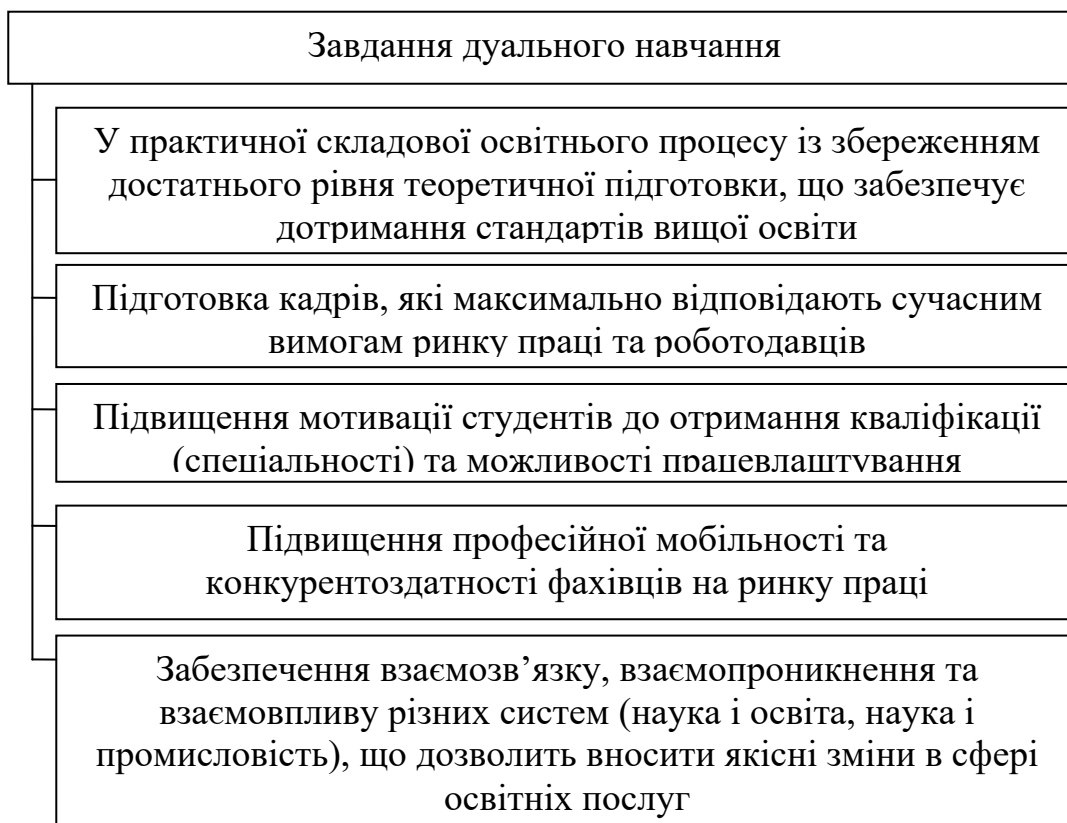 Завдання дуального навчання
У практичної складової освітнього процесу із збереженням
достатнього рівня теоретичної підготовки, що забезпечує
дотримання стандартів вищої освіти
Підготовка кадрів, які максимально відповідають сучасним
вимогам ринку праці та роботодавців
Підвищення мотивації студентів до отримання кваліфікації
(спеціальності) та можливості працевлаштування
Підвищення професійної мобільності та
конкурентоздатності фахівців на ринку праці
Забезпечення взаємозв’язку, взаємопроникнення та
взаємовпливу різних систем (наука і освіта, наука і
промисловість), що дозволить вносити якісні зміни в сфері
освітніх послуг